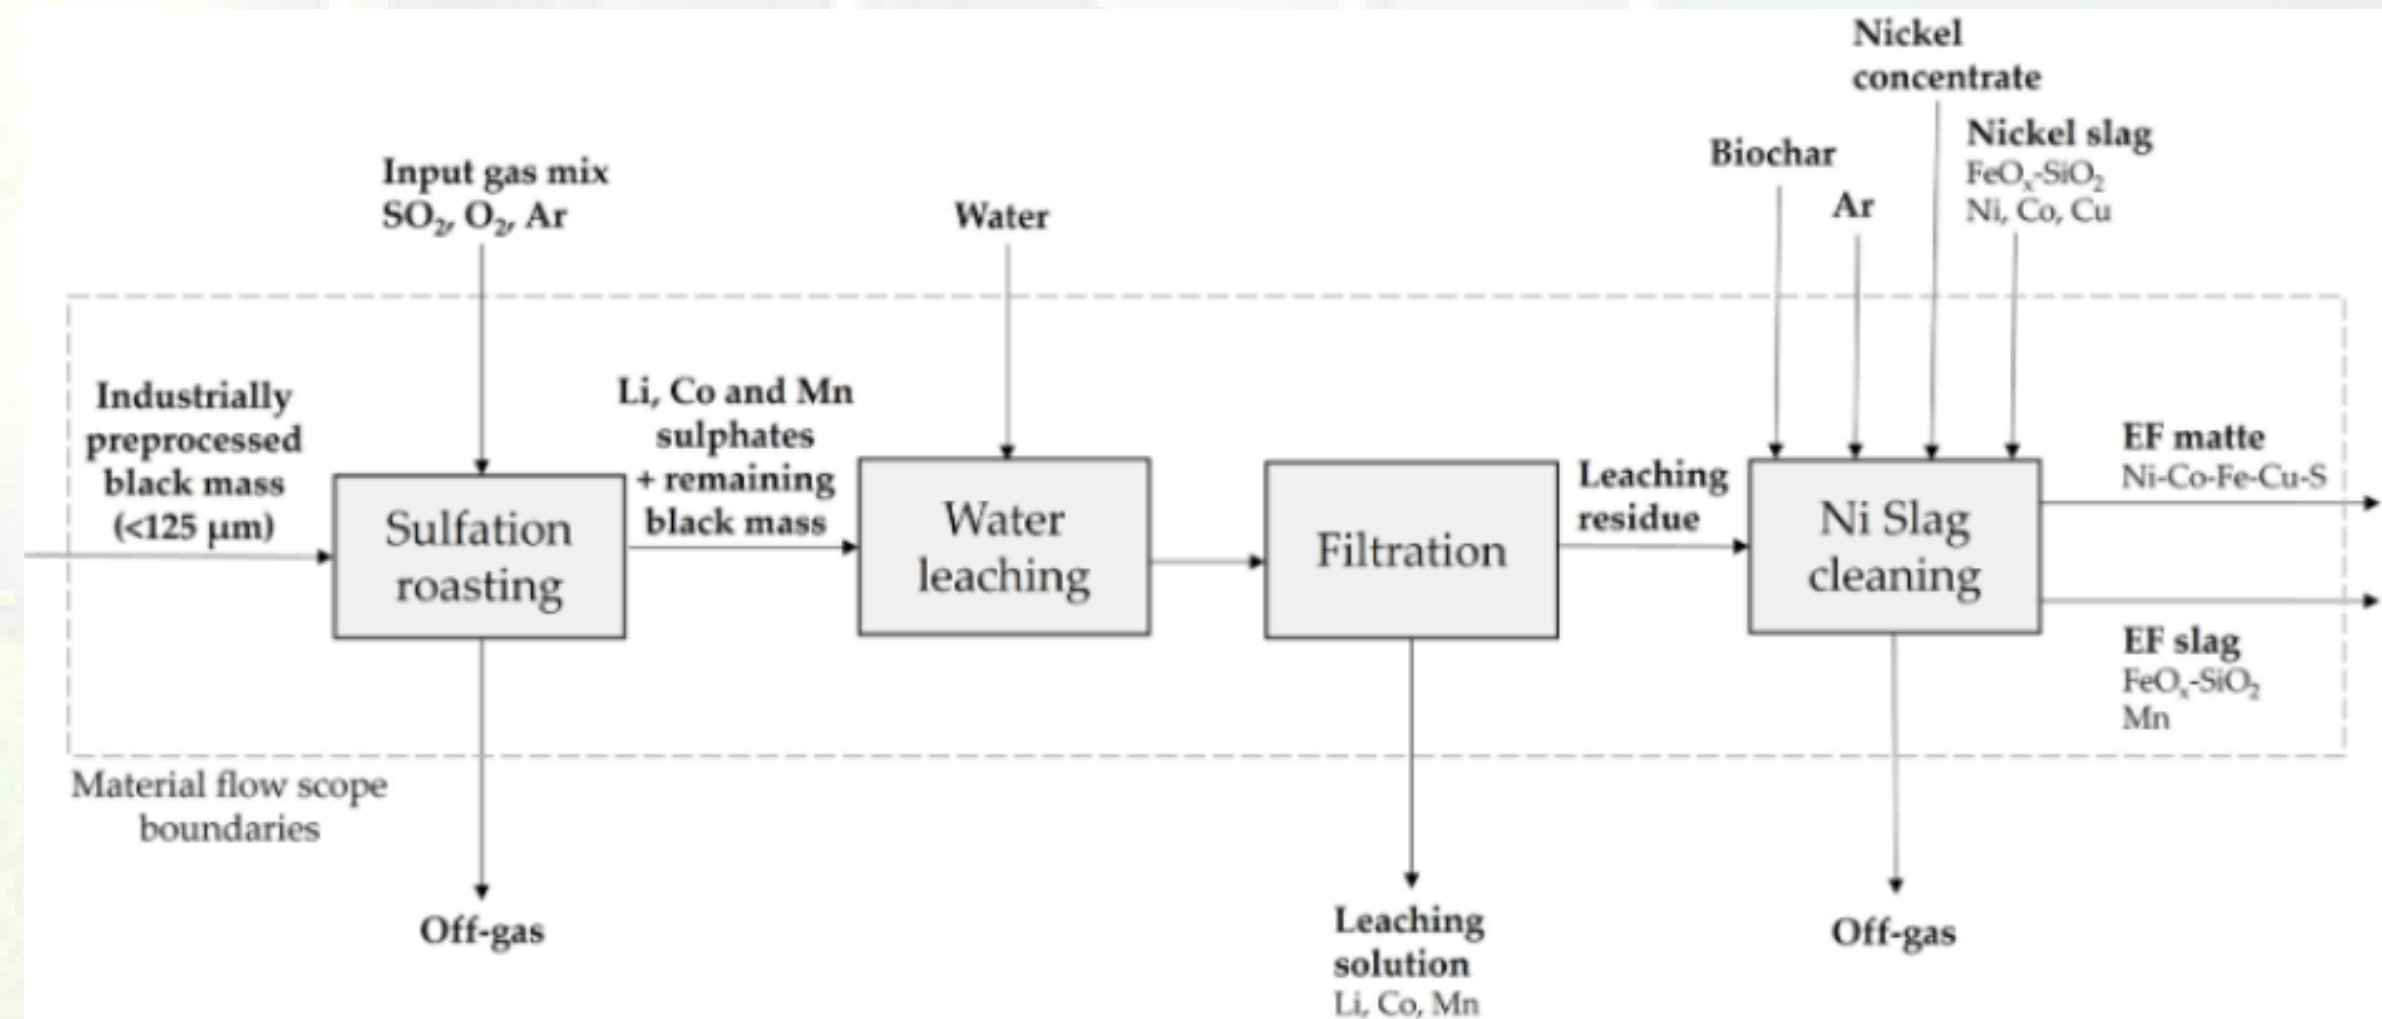 Nickel
concentrate
Nickel slag
FeOₓ-SiO₂
Ni, Co, Cu
Biochar
Ar
Input gas mix
SO₂, O₂, Ar
Water
Industrially
preprocessed
black mass
(<125 µm)
Sulfation
roasting
Li, Co and Mn
sulphates
+ remaining
black mass
Water
leaching
Filtration
Leaching
residue
Ni Slag
cleaning
EF matte
Ni-Co-Fe-Cu-S
EF slag
FeOₓ-SiO₂
Mn
Material flow scope
boundaries
Off-gas
Leaching
solution
Li, Co, Mn
Off-gas